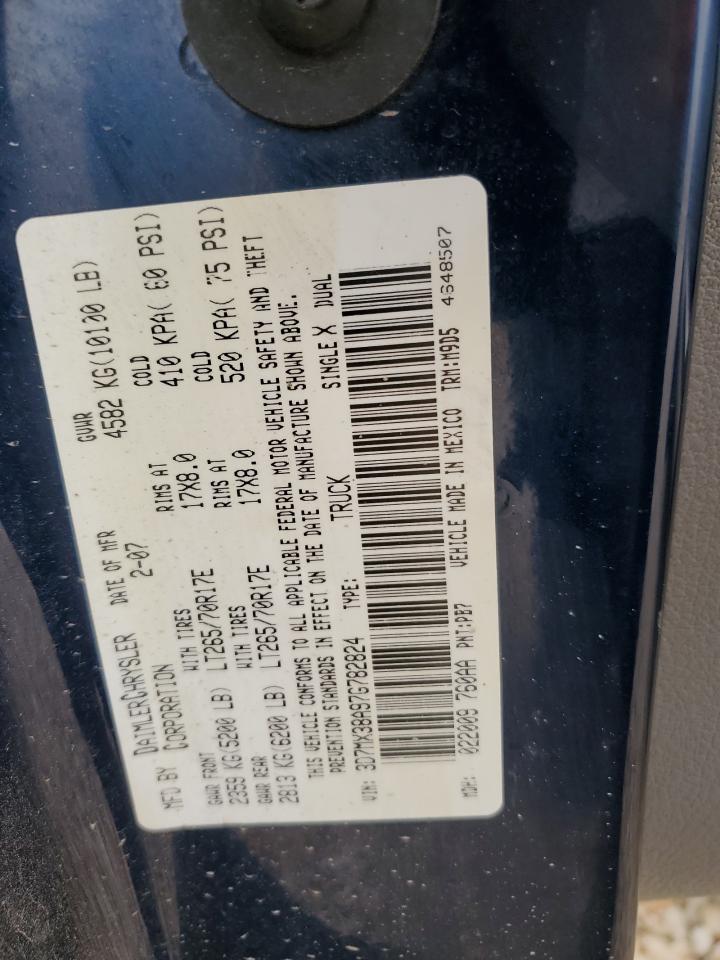 MFD BY DAIMLERCHRYSLER CORPORATION DATE OF MFR 2-07 GVWR 4582 KG(10100 LB)
GAWR FRONT WITH TIRES RIMS AT COLD
2359 KG(5200 LB) LT265/70R17E 17X8.0 410 KPA( 60 PSI)
GAWR REAR WITH TIRES RIMS AT COLD
2813 KG(6200 LB) LT265/70R17E 17X8.0 520 KPA( 75 PSI)
THIS VEHICLE CONFORMS TO ALL APPLICABLE FEDERAL MOTOR VEHICLE SAFETY AND THEFT
PREVENTION STANDARDS IN EFFECT ON THE DATE OF MANUFACTURE SHOWN ABOVE.
VIN: 3D7MX38A97G782824 TYPE: TRUCK SINGLE X DUAL
MDH: 022009 760AA PNT:PB7 VEHICLE MADE IN MEXICO TRM:M9D5 4648507